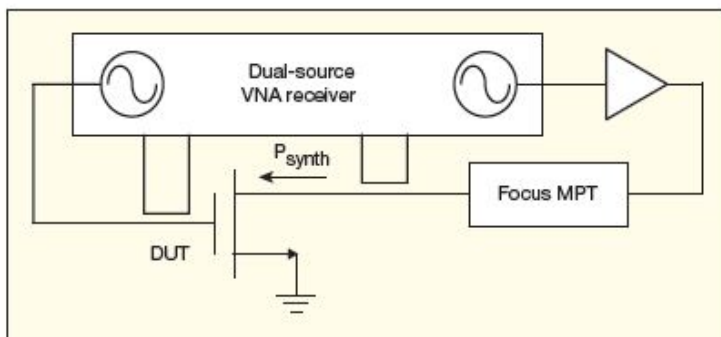 Dual-source
VNA receiver
Psynth
Focus MPT
DUT